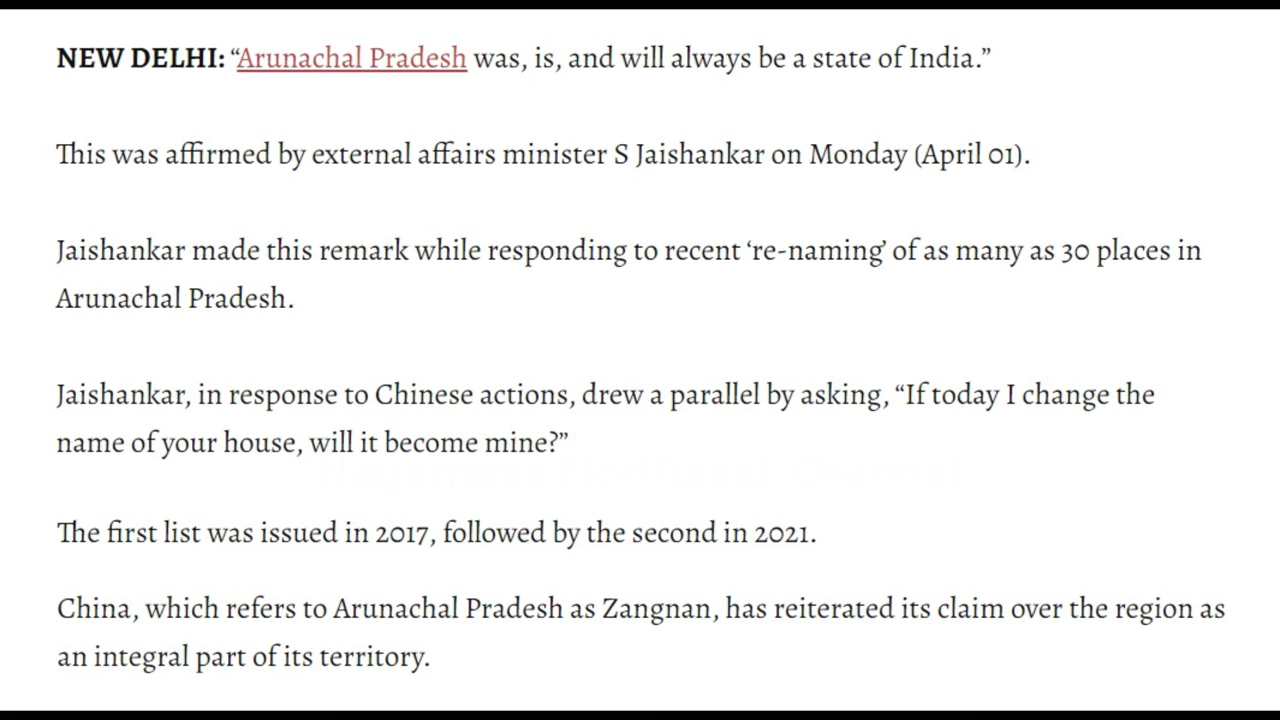 NEW DELHI: “Arunachal Pradesh was, is, and will always be a state of India.”
This was affirmed by external affairs minister S Jaishankar on Monday (April 01).
Jaishankar made this remark while responding to recent ‘re-naming’ of as many as 30 places in
Arunachal Pradesh.
Jaishankar, in response to Chinese actions, drew a parallel by asking, “If today I change the
name of your house, will it become mine?”
The first list was issued in 2017, followed by the second in 2021.
China, which refers to Arunachal Pradesh as Zangnan, has reiterated its claim over the region as
an integral part of its territory.